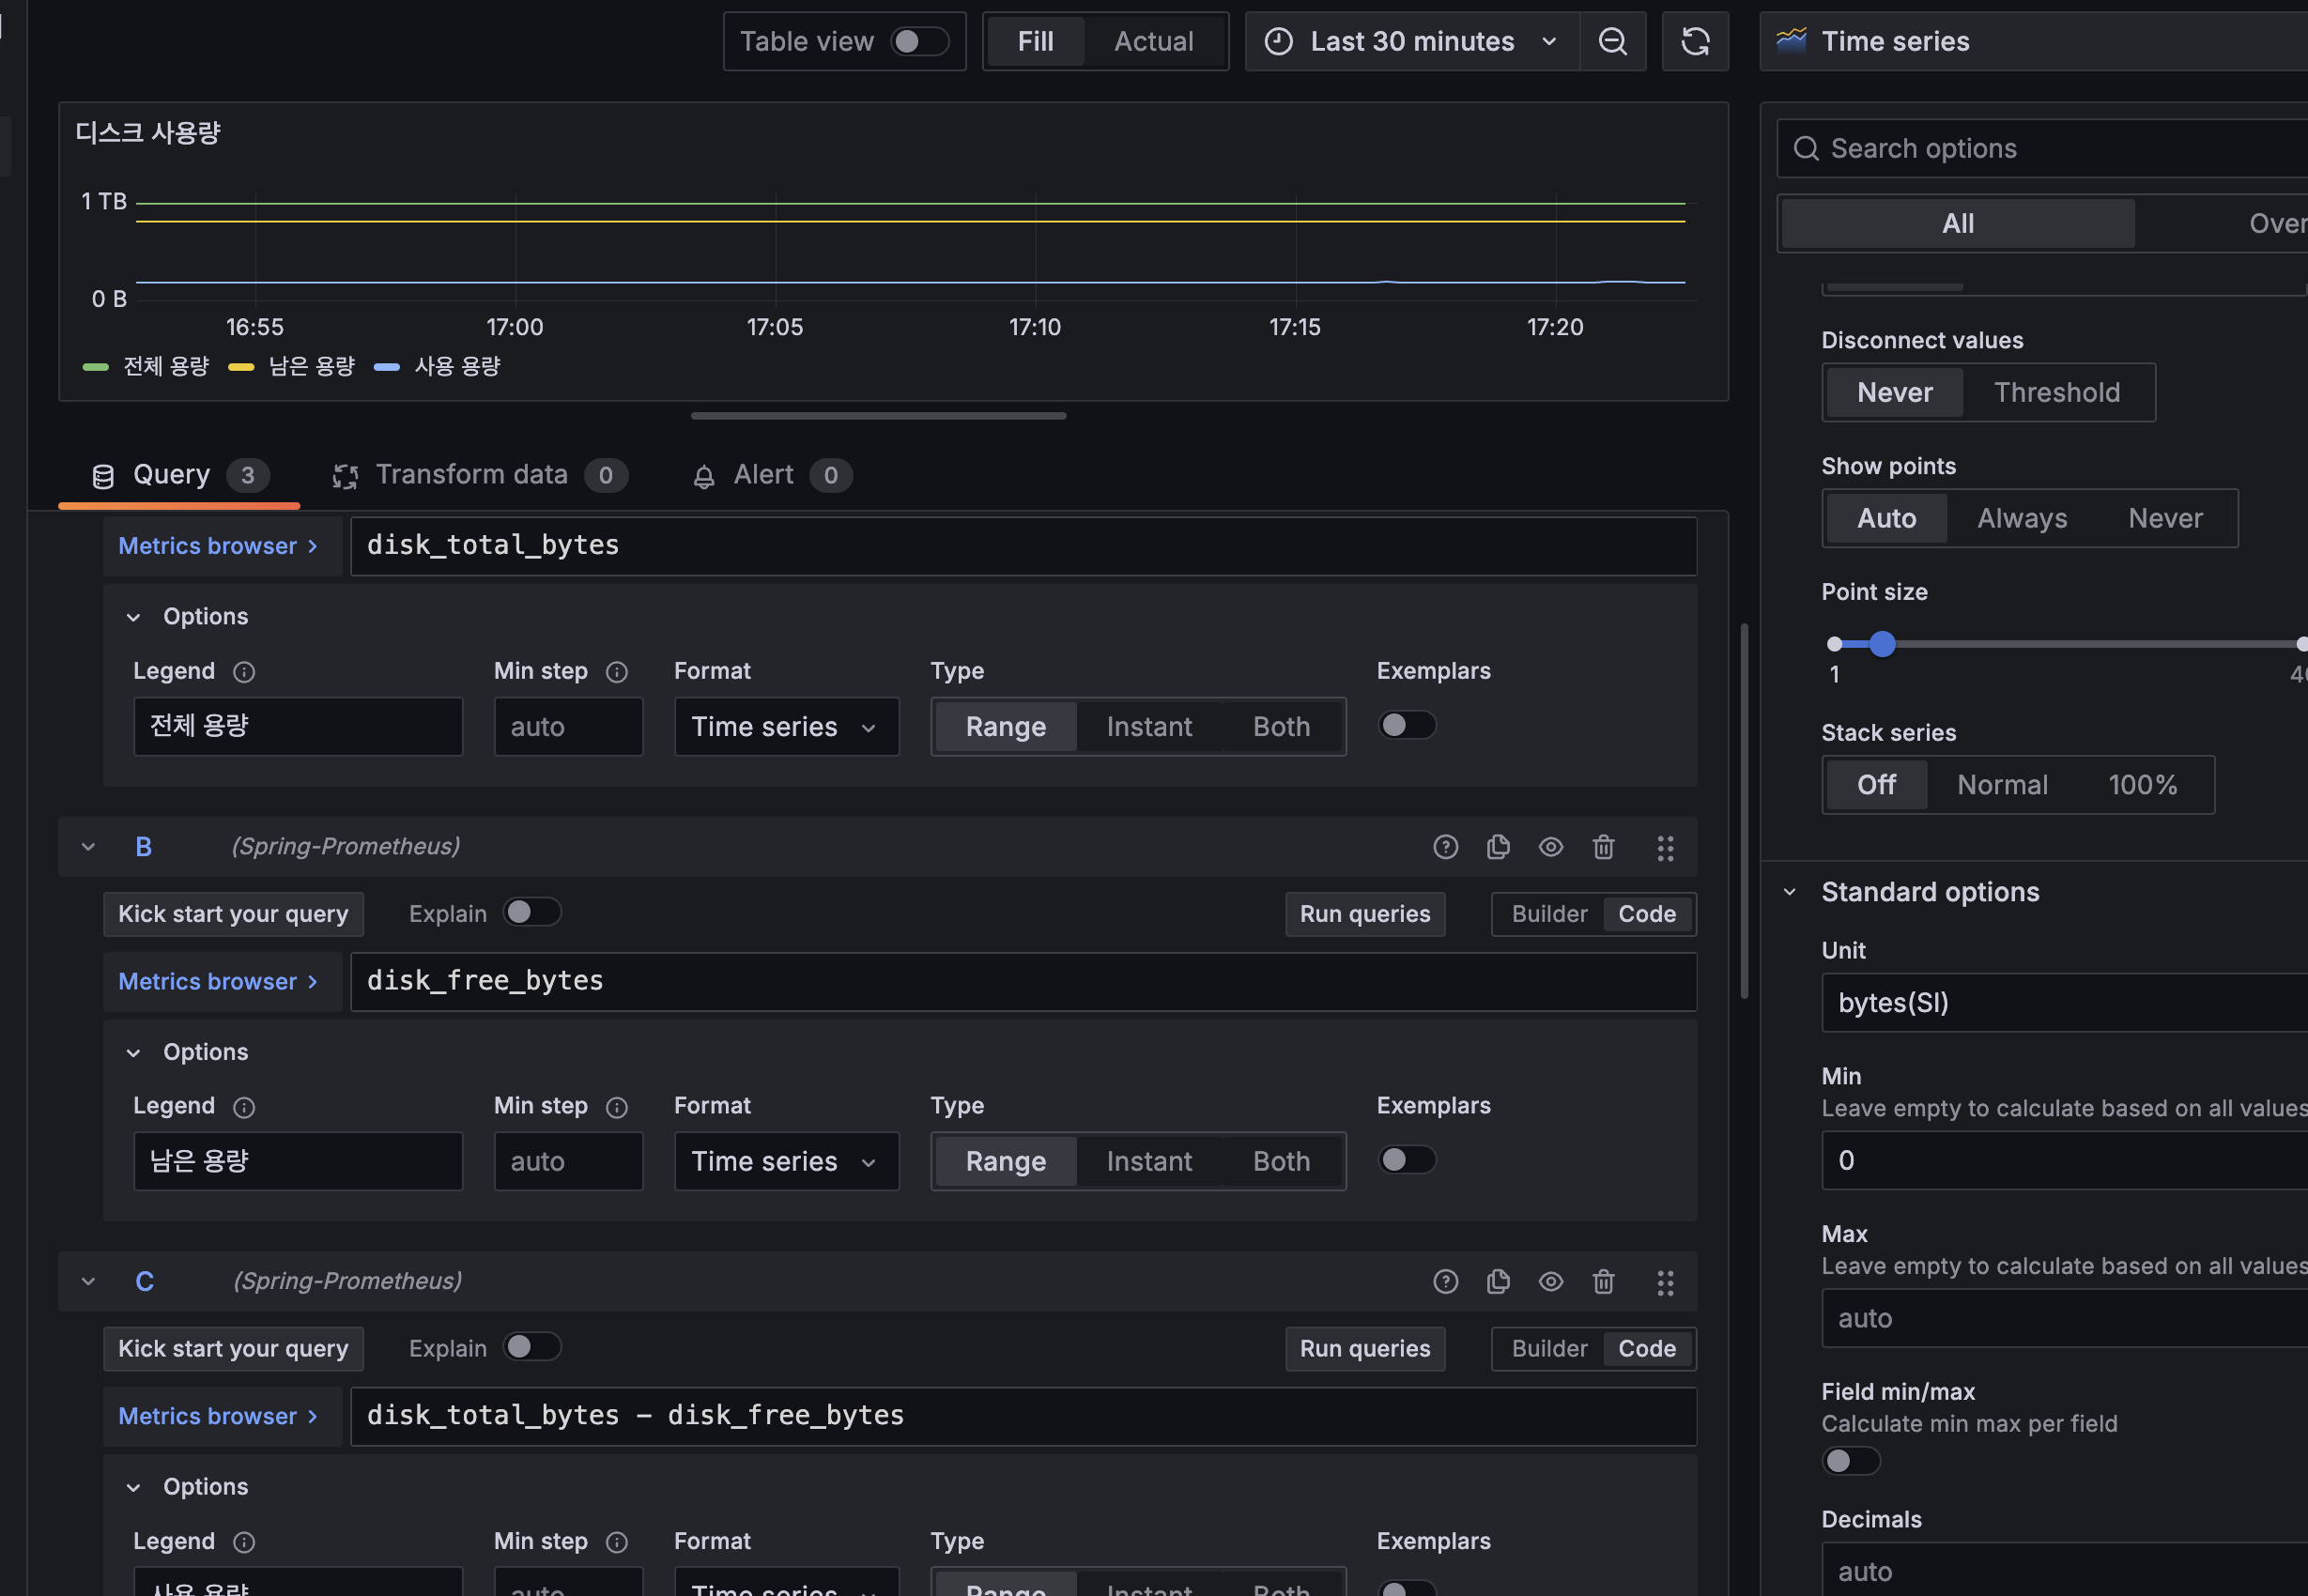 Table view
Fill Actual
Last 30 minutes
Time series
디스크 사용량
1 TB
0 B
16:55 17:00 17:05 17:10 17:15 17:20
전체 용량 남은 용량 사용 용량
Query 3 Transform data 0 Alert 0
Metrics browser > disk_total_bytes
Options
Legend Min step Format Type Exemplars
전체 용량 auto Time series Range Instant Both
B (Spring-Prometheus)
Kick start your query Explain Run queries Builder Code
Metrics browser > disk_free_bytes
Options
Legend Min step Format Type Exemplars
남은 용량 auto Time series Range Instant Both
C (Spring-Prometheus)
Kick start your query Explain Run queries Builder Code
Metrics browser > disk_total_bytes - disk_free_bytes
Options
Legend Min step Format Type Exemplars
사용 용량 auto Time series Range Instant Both
Search options
All Over
Disconnect values
Never Threshold
Show points
Auto Always Never
Point size
1 40
Stack series
Off Normal 100%
Standard options
Unit
bytes(SI)
Min
Leave empty to calculate based on all values
0
Max
Leave empty to calculate based on all values
auto
Field min/max
Calculate min max per field
Decimals
auto